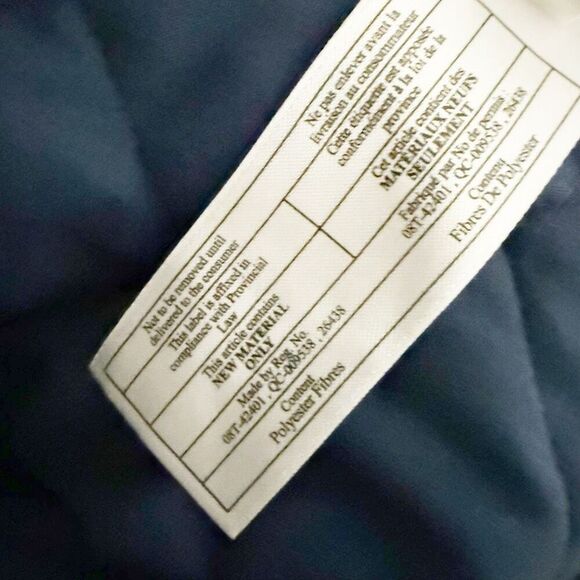 Not to be removed until
delivered to the consumer
This label is affixed in
compliance with Provincial
Law
This article contains
NEW MATERIAL
ONLY
Made by Reg. No.
08T-42401 , QC-009538 , 26438
Content
Polyester Fibres
Ne pas enlever avant la
livraison au consommateur
Cette étiquette est apposée
conformément à la loi de la
province
Cet article contient des
MATÉRIAUX NEUFS
SEULEMENT
Fabriqué par No de permis :
08T-42401 , QC-009538 , 26438
Contenu
Fibres De Polyester